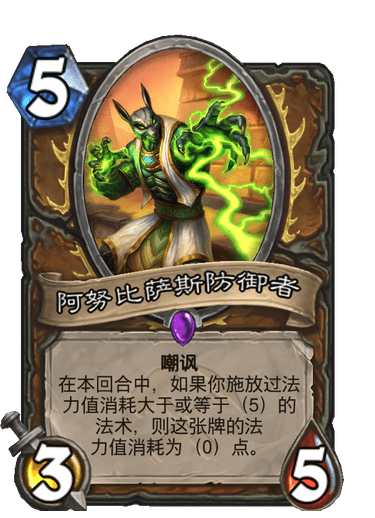 5
阿努比萨斯防御者
嘲讽
在本回合中，如果你施放过法
力值消耗大于或等于（5）的
法术，则这张牌的法
力值消耗为（0）点。
3
5